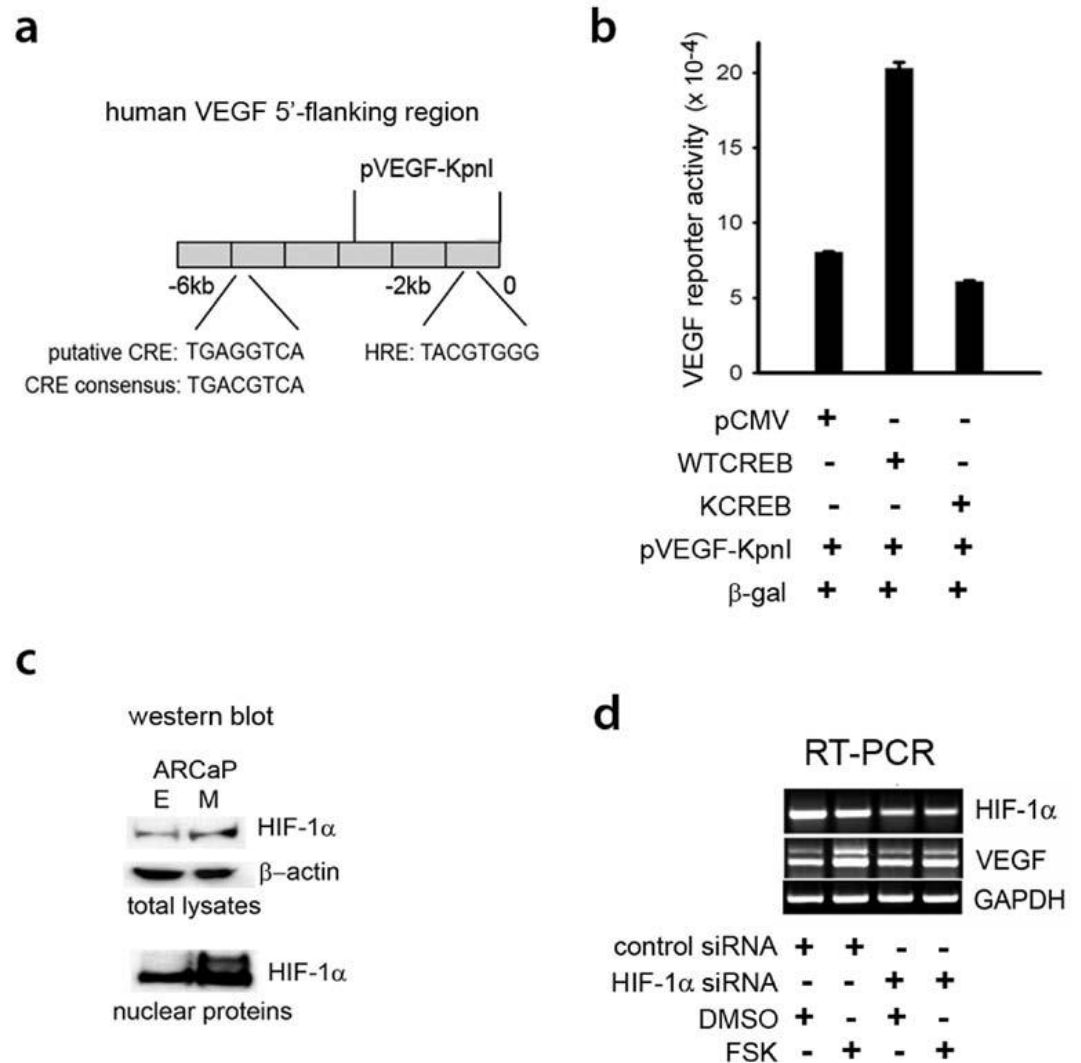 a
human VEGF 5'-flanking region
pVEGF-KpnI
-6kb -2kb 0
putative CRE: TGAGGTCA HRE: TACGTGGG
CRE consensus: TGACGTCA
b
VEGF reporter activity (x 10-4)
20
15
10
5
0
pCMV + - -
WTCREB - + -
KCREB - - +
pVEGF-KpnI + + +
β-gal + + +
c
western blot
ARCaP
E M
HIF-1α
β-actin
total lysates
HIF-1α
nuclear proteins
d
RT-PCR
HIF-1α
VEGF
GAPDH
control siRNA + + - -
HIF-1α siRNA - - + +
DMSO + - + -
FSK - + - +